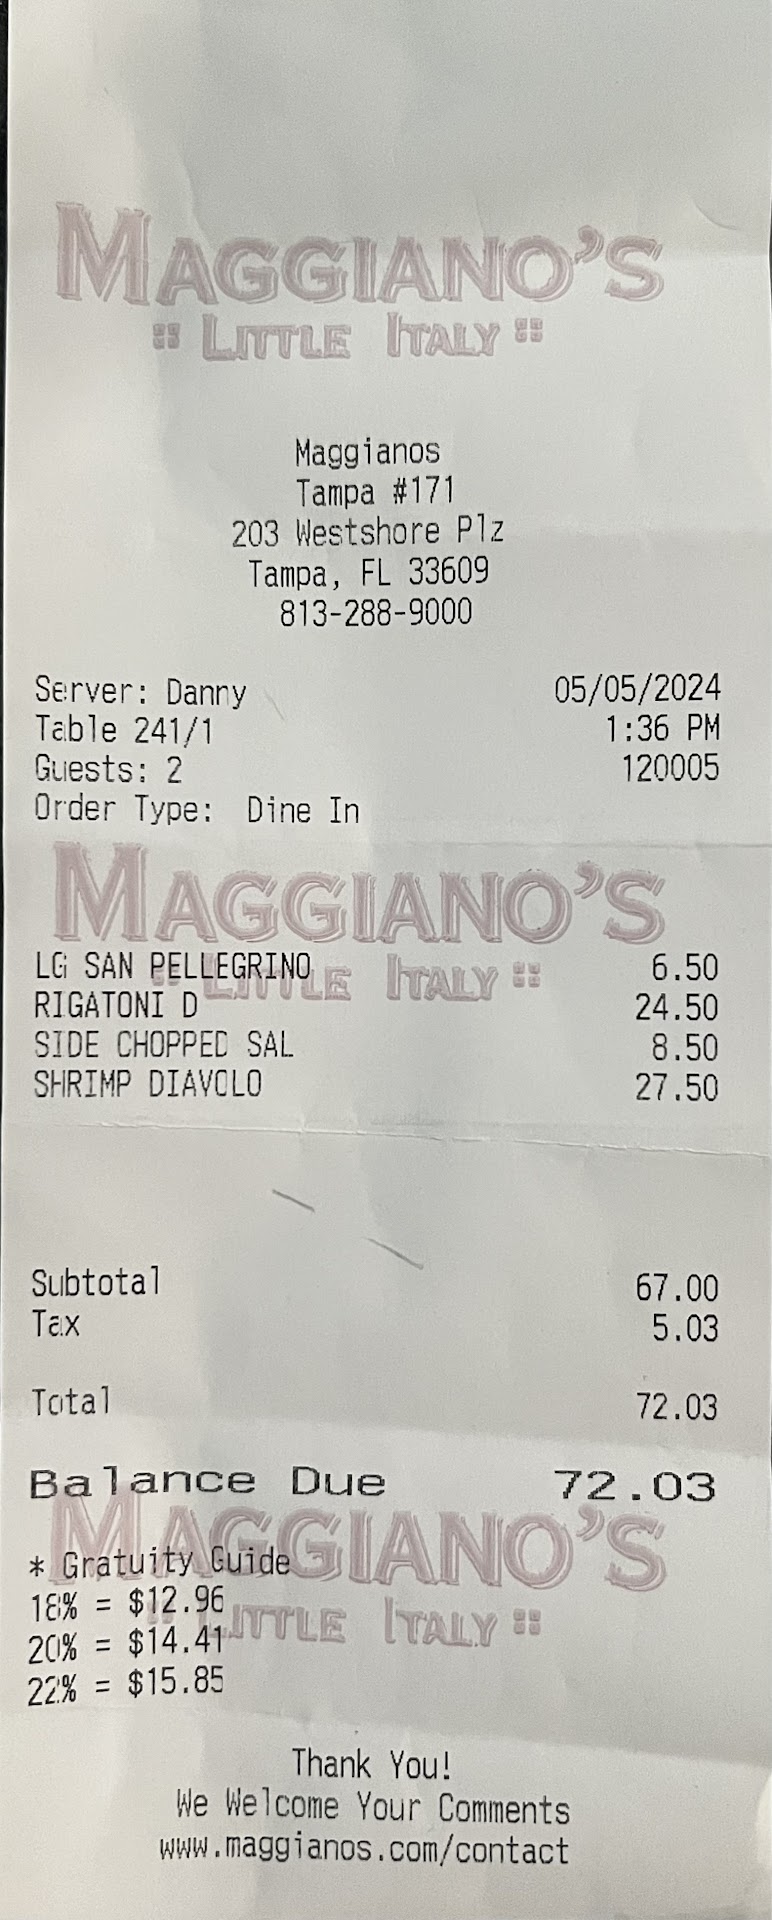 MAGGIANO'S
LITTLE ITALY
Maggianos
Tampa #171
203 Westshore Plz
Tampa, FL 33609
813-288-9000
Server: Danny 05/05/2024
Table 241/1 1:36 PM
Guests: 2 120005
Order Type: Dine In
MAGGIANO'S
LITTLE ITALY
LG SAN PELLEGRINO 6.50
RIGATONI D 24.50
SIDE CHOPPED SAL 8.50
SHRIMP DIAVOLO 27.50
Subtotal 67.00
Tax 5.03
Total 72.03
Balance Due 72.03
MAGGIANO'S
* Gratuity Guide
18% = $12.96
LITTLE ITALY
20% = $14.41
22% = $15.85
Thank You!
We Welcome Your Comments
www.maggianos.com/contact